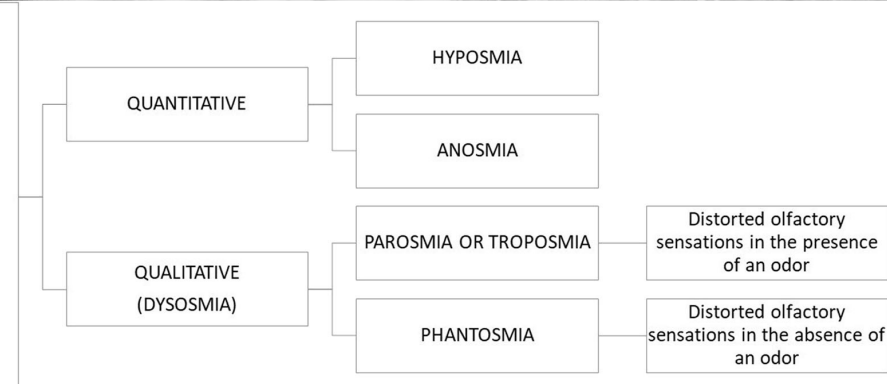 HYPOSMIA
QUANTITATIVE
ANOSMIA
PAROSMIA OR TROPOSMIA
Distorted olfactory
sensations in the presence
of an odor
QUALITATIVE
(DYSOSMIA)
PHANTOSMIA
Distorted olfactory
sensations in the absence of
an odor